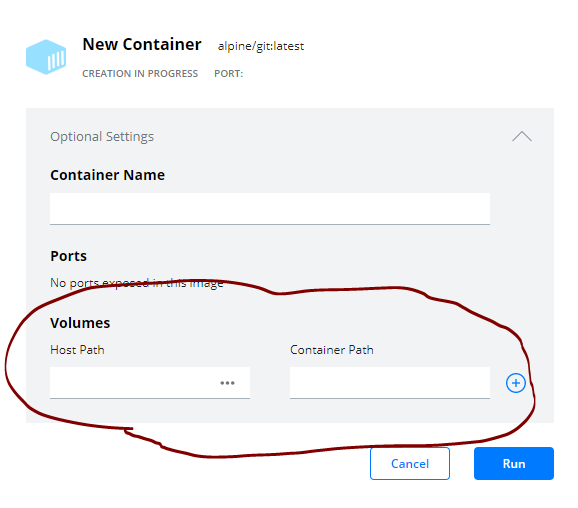 New Container alpine/git:latest
CREATION IN PROGRESS PORT:
Optional Settings
Container Name
Ports
No ports exposed in this image
Volumes
Host Path Container Path
Cancel Run